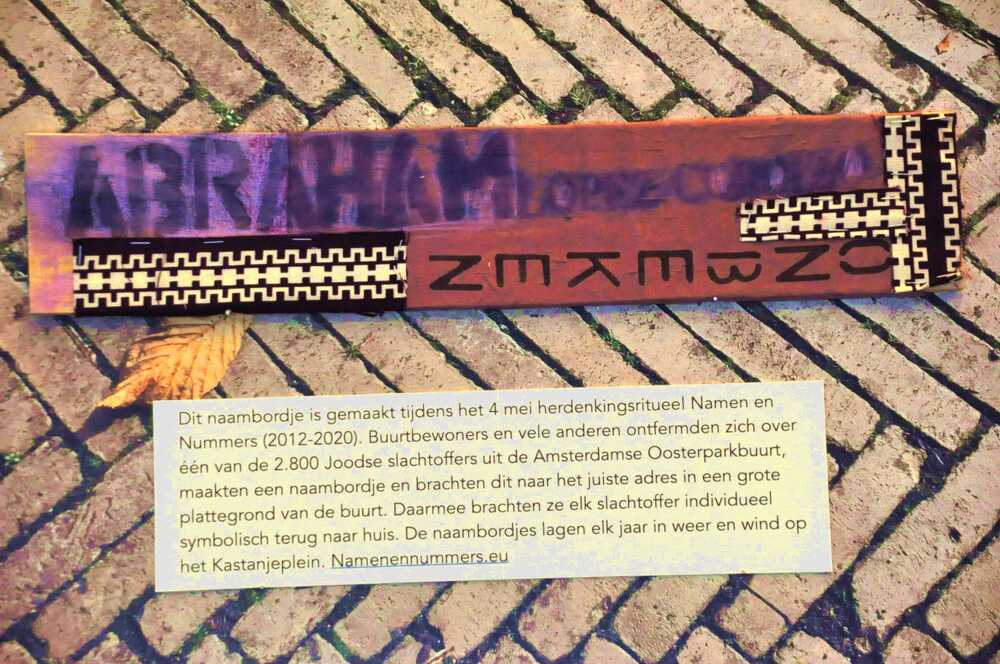 ABRAHAM LOPEZ
ONBEKEN
Dit naambordje is gemaakt tijdens het 4 mei herdenkingsritueel Namen en
Nummers (2012-2020). Buurtbewoners en vele anderen ontfermden zich over
één van de 2.800 Joodse slachtoffers uit de Amsterdamse Oosterparkbuurt,
maakten een naambordje en brachten dit naar het juiste adres in een grote
plattegrond van de buurt. Daarmee brachten ze elk slachtoffer individueel
symbolisch terug naar huis. De naambordjes lagen elk jaar in weer en wind op
het Kastanjeplein. Namenennummers.eu